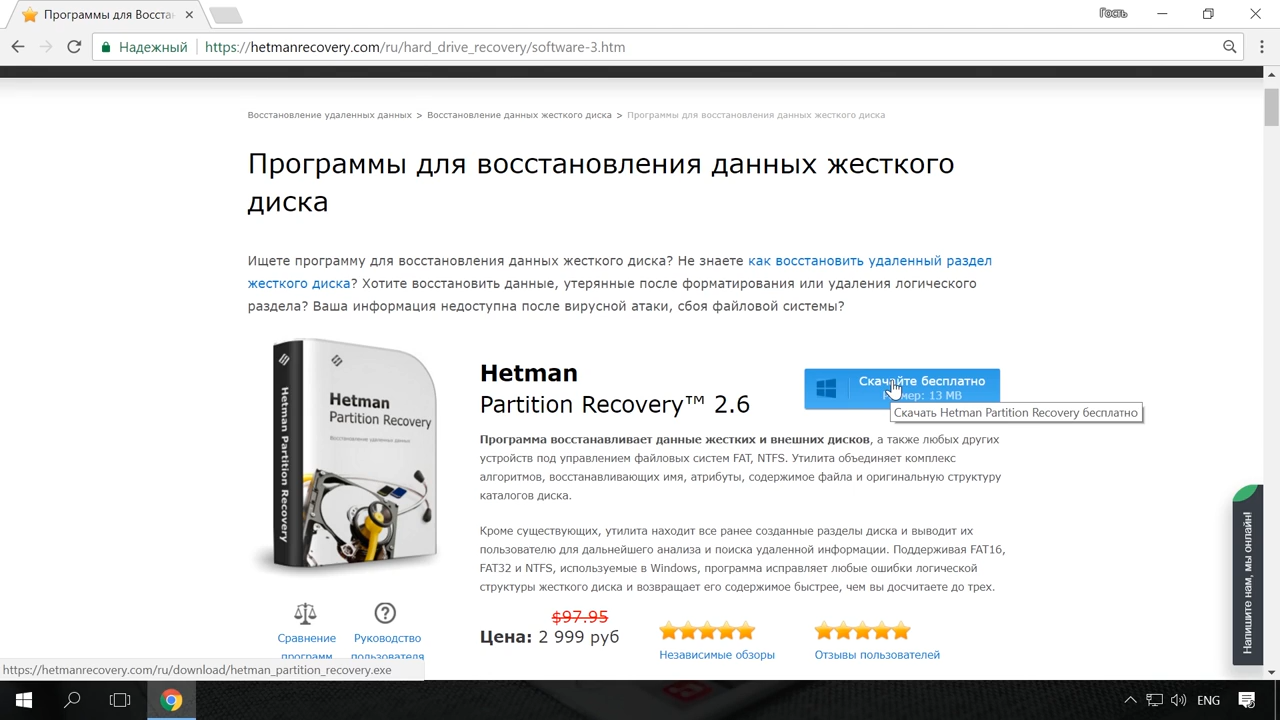 Программы для Восста
Гость
Надежный
https://hetmanrecovery.com/ru/hard_drive_recovery/software-3.htm
Восстановление удаленных данных > Восстановление данных жесткого диска > Программы для восстановления данных жесткого диска
Программы для восстановления данных жесткого
диска
Ищете программу для восстановления данных жесткого диска? Не знаете как восстановить удаленный раздел
жесткого диска? Хотите восстановить данные, утерянные после форматирования или удаления логического
раздела? Ваша информация недоступна после вирусной атаки, сбоя файловой системы?
Hetman
Partition Recovery
Восстановление удаленных данных
Hetman Partition Recovery
Hetman
Partition Recovery™ 2.6
Скачайте бесплатно
Размер: 13 MB
Скачать Hetman Partition Recovery бесплатно
Программа восстанавливает данные жестких и внешних дисков, а также любых других
устройств под управлением файловых систем FAT, NTFS. Утилита объединяет комплекс
алгоритмов, восстанавливающих имя, атрибуты, содержимое файла и оригинальную структуру
каталогов диска.
Кроме существующих, утилита находит все ранее созданные разделы диска и выводит их
пользователю для дальнейшего анализа и поиска удаленной информации. Поддерживая FAT16,
FAT32 и NTFS, используемые в Windows, программа исправляет любые ошибки логической
структуры жесткого диска и возвращает его содержимое быстрее, чем вы досчитаете до трех.
$97.95
Цена: 2 999 руб
Независимые обзоры
Отзывы пользователей
Сравнение
программ
Руководство
пользователя
Напишите нам, мы онлайн!
https://hetmanrecovery.com/ru/download/hetman_partition_recovery.exe
ENG